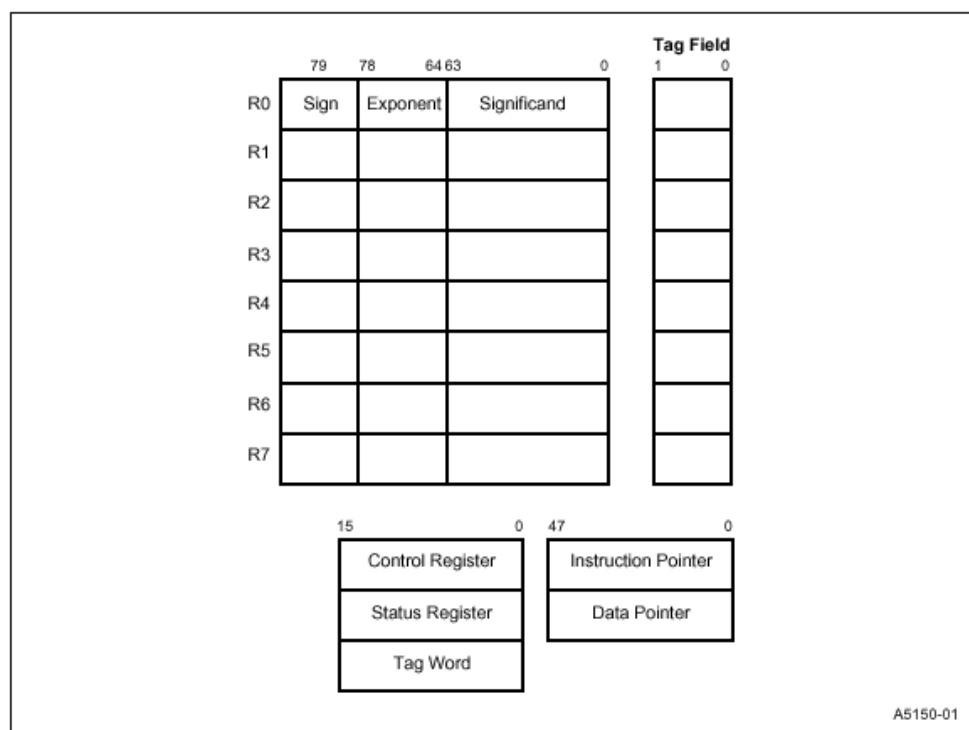 Tag Field
79 78 64 63 0 1 0
R0 Sign Exponent Significand
R1
R2
R3
R4
R5
R6
R7
15 0 47 0
Control Register Instruction Pointer
Status Register Data Pointer
Tag Word
A5150-01